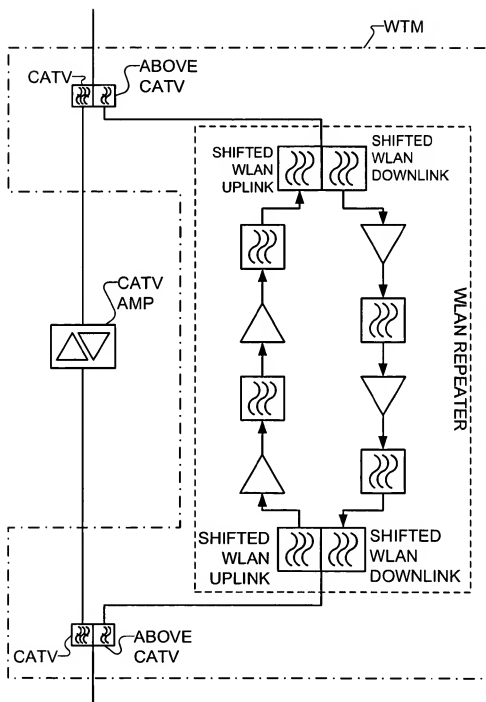 WTM
CATV
ABOVE
CATV
SHIFTED
WLAN
UPLINK
SHIFTED
WLAN
DOWNLINK
CATV
AMP
WLAN REPEATER
SHIFTED
WLAN
UPLINK
SHIFTED
WLAN
DOWNLINK
CATV
ABOVE
CATV